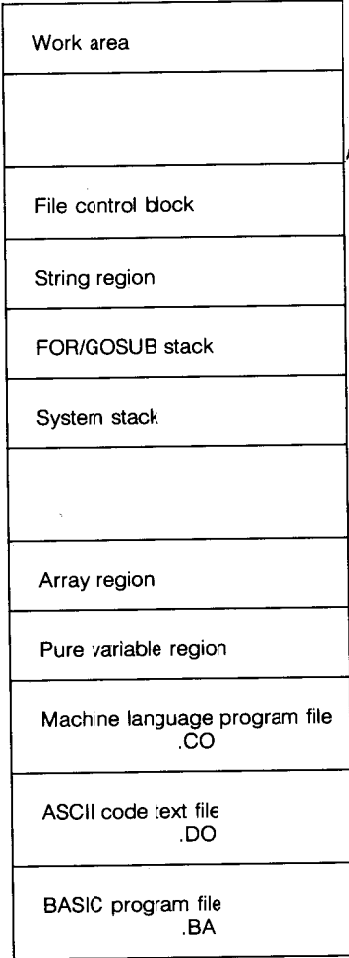 Work area
File control block
String region
FOR/GOSUB stack
System stack
Array region
Pure variable region
Machine language program file
.CO
ASCII code text file
.DO
BASIC program file
.BA